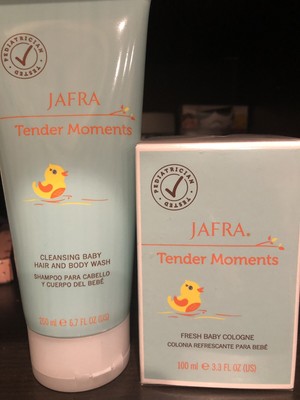 PEDIATRICIAN
TESTED
JAFRA
Tender Moments
CLEANSING BABY
HAIR AND BODY WASH
SHAMPOO PARA CABELLO
Y CUERPO DEL BEBÉ
200 ml e 6.7 FL.OZ. (US)
PEDIATRICIAN
TESTED
JAFRA®
Tender Moments
FRESH BABY COLOGNE
COLONIA REFRESCANTE PARA BEBÉ
100 ml e 3.3 FL.OZ (US)